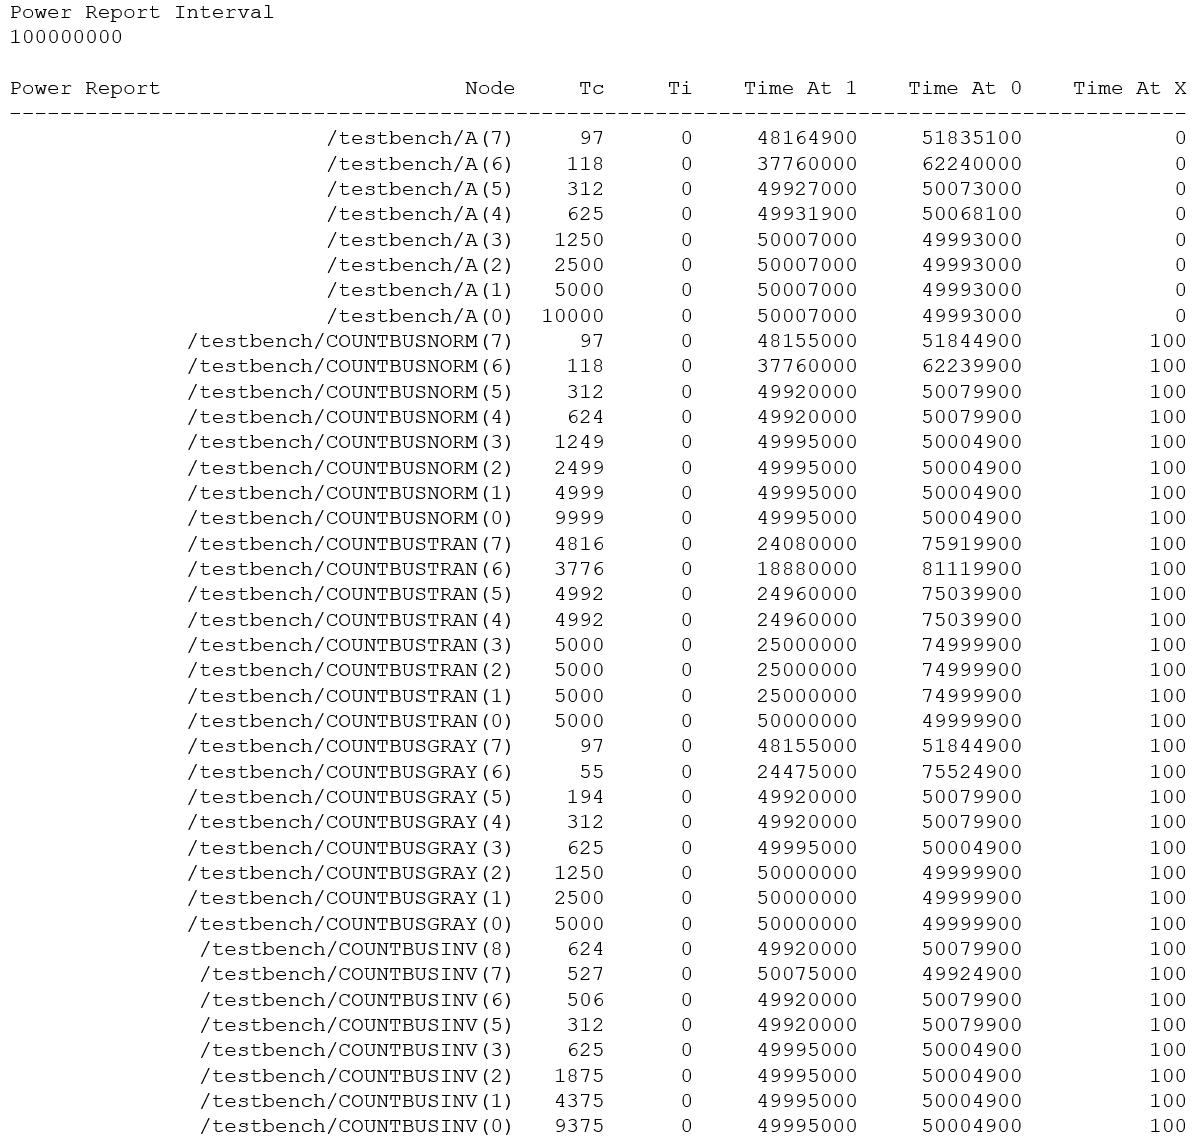 Power Report Interval
100000000
Power Report Node Tc Ti Time At 1 Time At 0 Time At X
----------------------------------------------------------------------------------------------
/testbench/A(7) 97 0 48164900 51835100 0
/testbench/A(6) 118 0 37760000 62240000 0
/testbench/A(5) 312 0 49927000 50073000 0
/testbench/A(4) 625 0 49931900 50068100 0
/testbench/A(3) 1250 0 50007000 49993000 0
/testbench/A(2) 2500 0 50007000 49993000 0
/testbench/A(1) 5000 0 50007000 49993000 0
/testbench/A(0) 10000 0 50007000 49993000 0
/testbench/COUNTBUSNORM(7) 97 0 48155000 51844900 100
/testbench/COUNTBUSNORM(6) 118 0 37760000 62239900 100
/testbench/COUNTBUSNORM(5) 312 0 49920000 50079900 100
/testbench/COUNTBUSNORM(4) 624 0 49920000 50079900 100
/testbench/COUNTBUSNORM(3) 1249 0 49995000 50004900 100
/testbench/COUNTBUSNORM(2) 2499 0 49995000 50004900 100
/testbench/COUNTBUSNORM(1) 4999 0 49995000 50004900 100
/testbench/COUNTBUSNORM(0) 9999 0 49995000 50004900 100
/testbench/COUNTBUSTRAN(7) 4816 0 24080000 75919900 100
/testbench/COUNTBUSTRAN(6) 3776 0 18880000 81119900 100
/testbench/COUNTBUSTRAN(5) 4992 0 24960000 75039900 100
/testbench/COUNTBUSTRAN(4) 4992 0 24960000 75039900 100
/testbench/COUNTBUSTRAN(3) 5000 0 25000000 74999900 100
/testbench/COUNTBUSTRAN(2) 5000 0 25000000 74999900 100
/testbench/COUNTBUSTRAN(1) 5000 0 25000000 74999900 100
/testbench/COUNTBUSTRAN(0) 5000 0 50000000 49999900 100
/testbench/COUNTBUSGRAY(7) 97 0 48155000 51844900 100
/testbench/COUNTBUSGRAY(6) 55 0 24475000 75524900 100
/testbench/COUNTBUSGRAY(5) 194 0 49920000 50079900 100
/testbench/COUNTBUSGRAY(4) 312 0 49920000 50079900 100
/testbench/COUNTBUSGRAY(3) 625 0 49995000 50004900 100
/testbench/COUNTBUSGRAY(2) 1250 0 50000000 49999900 100
/testbench/COUNTBUSGRAY(1) 2500 0 50000000 49999900 100
/testbench/COUNTBUSGRAY(0) 5000 0 50000000 49999900 100
/testbench/COUNTBUSINV(8) 624 0 49920000 50079900 100
/testbench/COUNTBUSINV(7) 527 0 50075000 49924900 100
/testbench/COUNTBUSINV(6) 506 0 49920000 50079900 100
/testbench/COUNTBUSINV(5) 312 0 49920000 50079900 100
/testbench/COUNTBUSINV(3) 625 0 49995000 50004900 100
/testbench/COUNTBUSINV(2) 1875 0 49995000 50004900 100
/testbench/COUNTBUSINV(1) 4375 0 49995000 50004900 100
/testbench/COUNTBUSINV(0) 9375 0 49995000 50004900 100